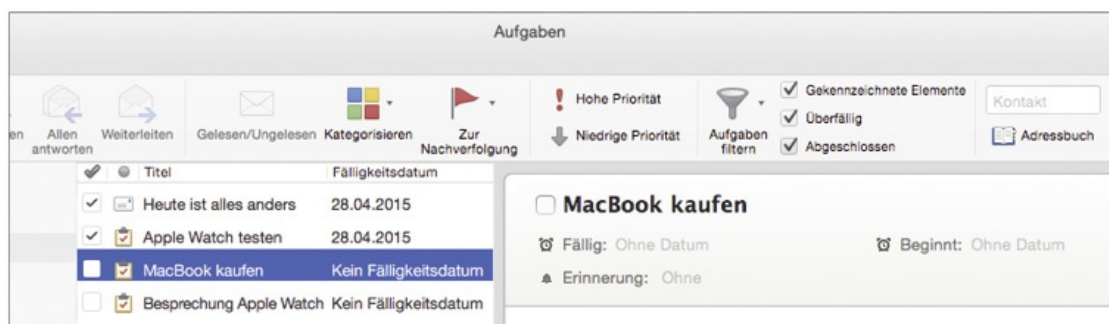 Aufgaben
en
Allen antworten
Weiterleiten
Gelesen/Ungelesen
Kategorisieren
Zur Nachverfolgung
Hohe Priorität
Niedrige Priorität
Aufgaben filtern
Gekennzeichnete Elemente
Überfällig
Abgeschlossen
Kontakt
Adressbuch
Titel Fälligkeitsdatum
Heute ist alles anders 28.04.2015
Apple Watch testen 28.04.2015
MacBook kaufen Kein Fälligkeitsdatum
Besprechung Apple Watch Kein Fälligkeitsdatum
MacBook kaufen
Fällig: Ohne Datum Beginnt: Ohne Datum
Erinnerung: Ohne